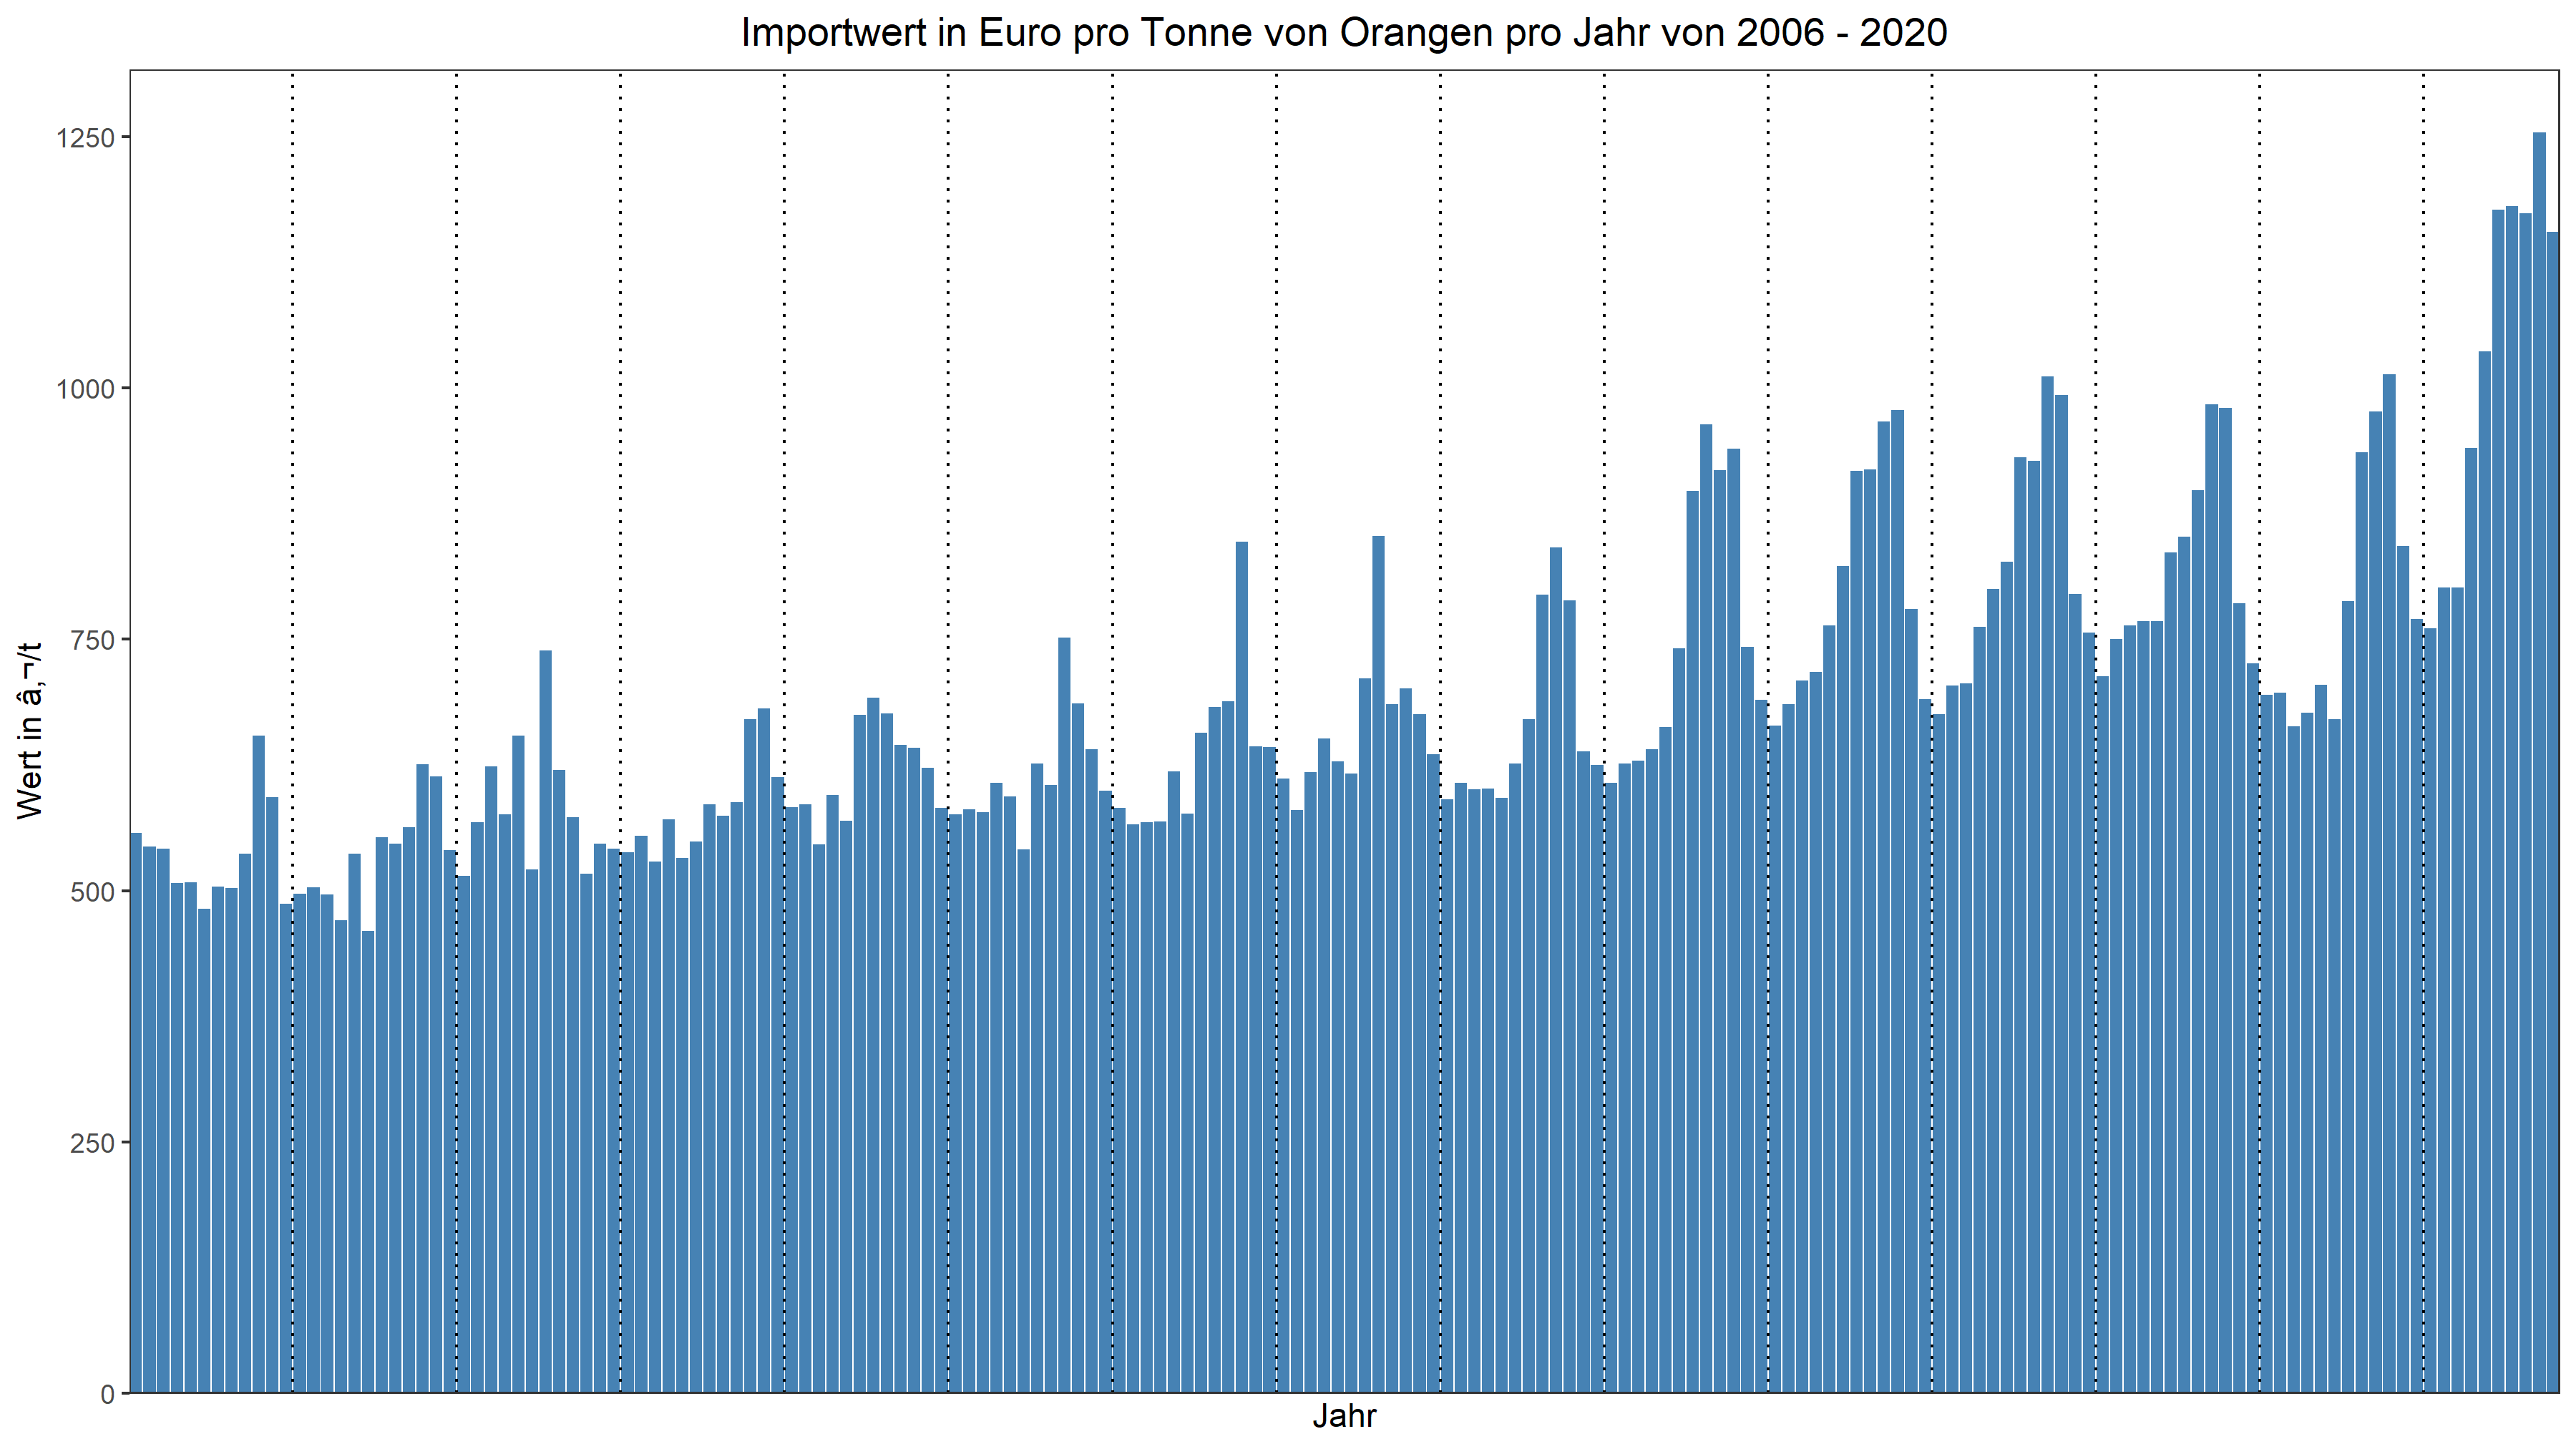 Importwert in Euro pro Tonne von Orangen pro Jahr von 2006 - 2020
Wert in â‚¬/t
1250
1000
750
500
250
0
Jahr